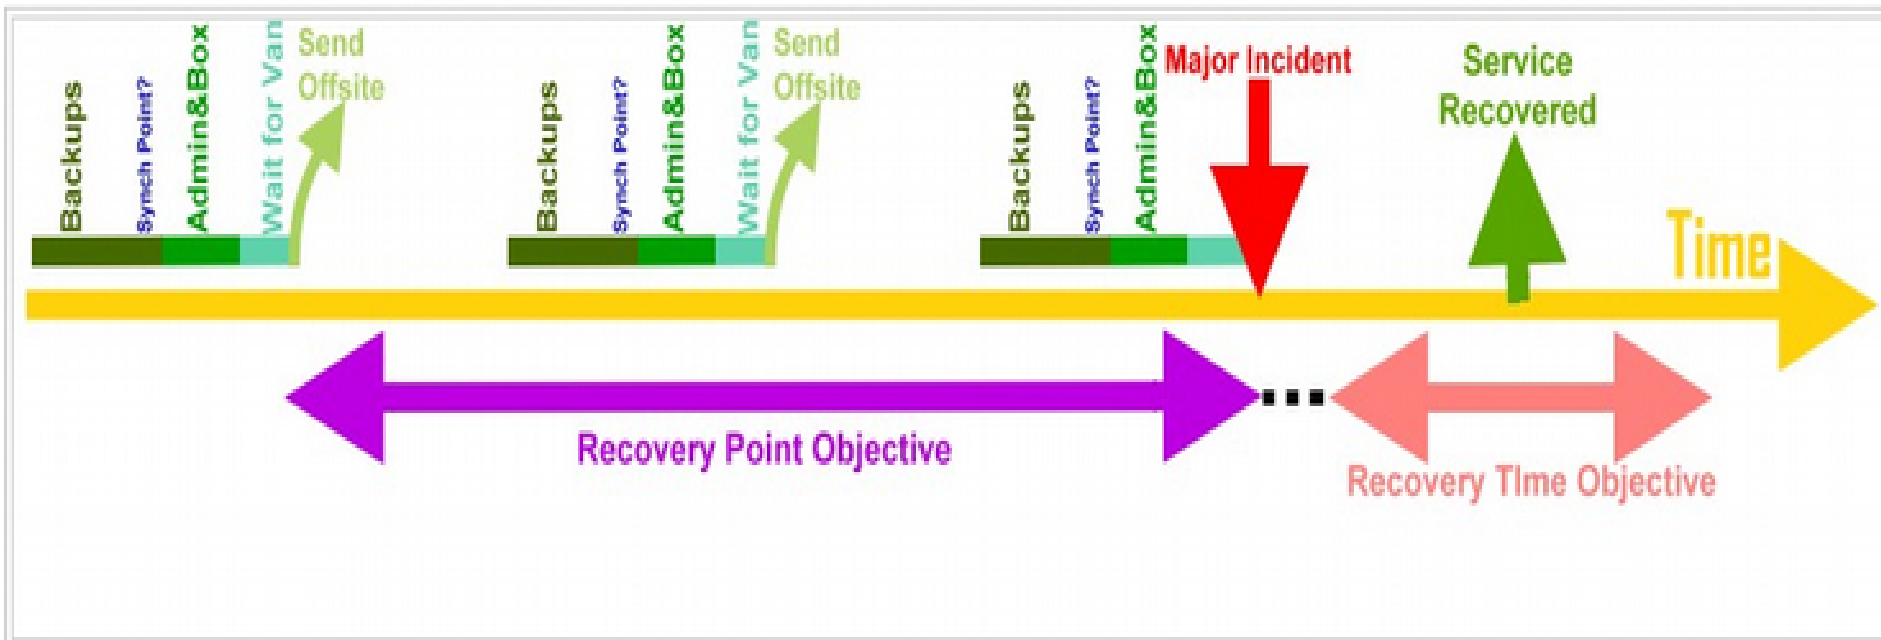 Backups
Synch Point?
Admin&Box
Wait for Van
Send
Offsite
Backups
Synch Point?
Admin&Box
Wait for Van
Send
Offsite
Backups
Synch Point?
Admin&Box
Major Incident
Service
Recovered
Time
Recovery Point Objective
Recovery TIme Objective